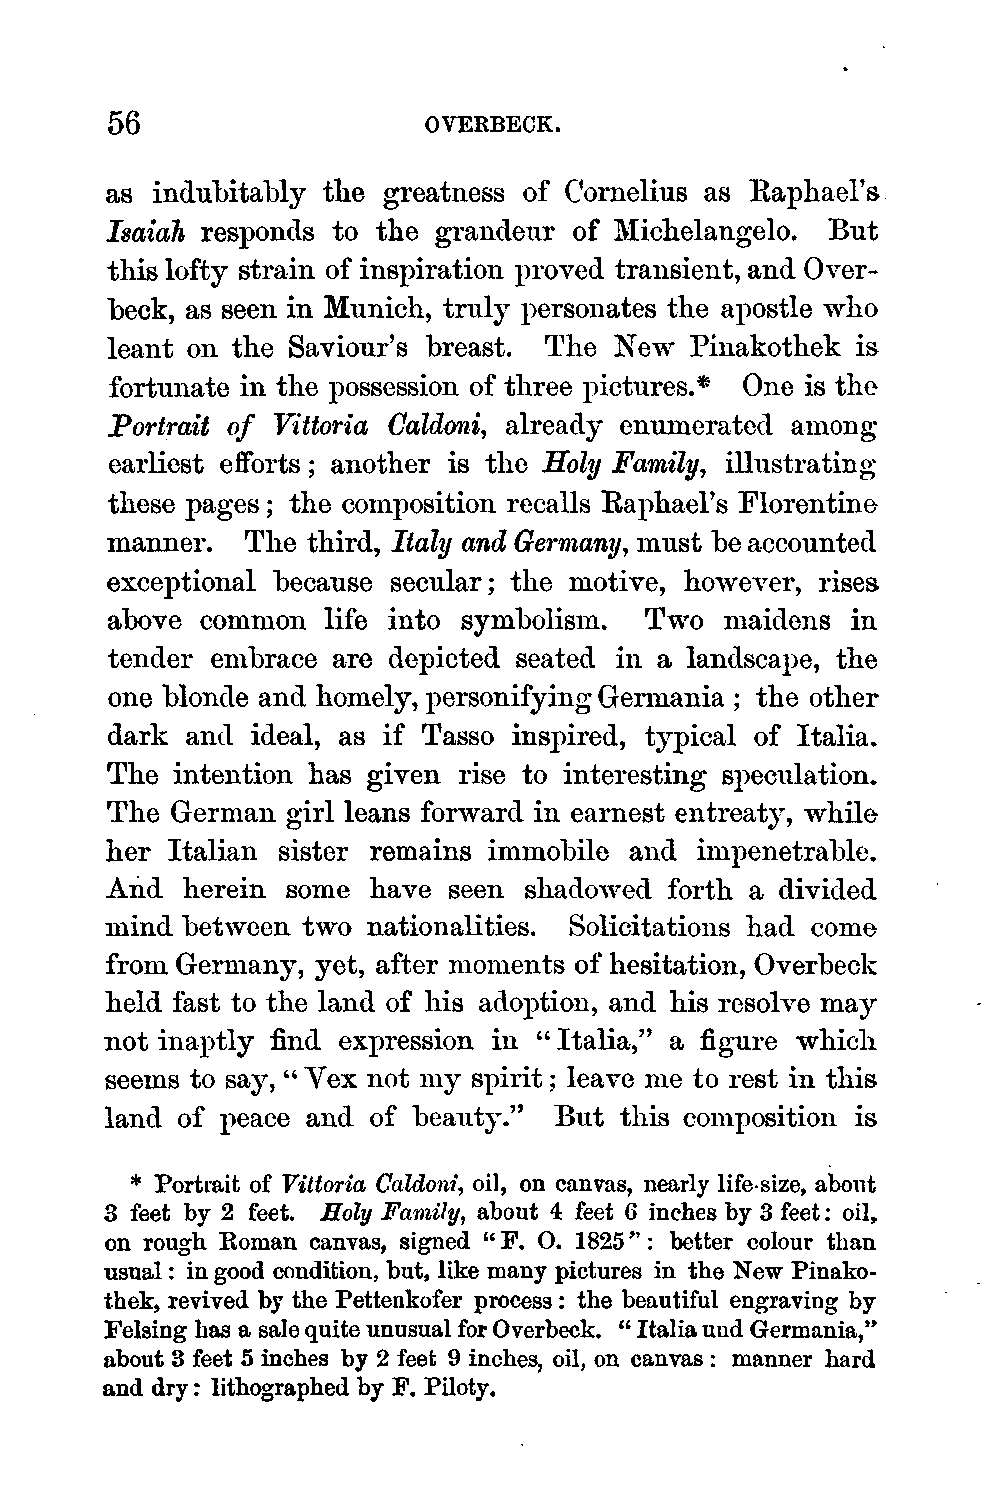 56 OVERBECK.
as indubitably the greatness of Cornelius as Raphael's
Isaiah responds to the grandeur of Michelangelo. But
this lofty strain of inspiration proved transient, and Over-
beck, as seen in Munich, truly personates the apostle who
leant on the Saviour's breast. The New Pinakothek is
fortunate in the possession of three pictures.* One is the
Portrait of Vittoria Caldoni, already enumerated among
earliest efforts; another is the Holy Family, illustrating
these pages; the composition recalls Raphael's Florentine
manner. The third, Italy and Germany, must be accounted
exceptional because secular; the motive, however, rises
above common life into symbolism. Two maidens in
tender embrace are depicted seated in a landscape, the
one blonde and homely, personifying Germania; the other
dark and ideal, as if Tasso inspired, typical of Italia.
The intention has given rise to interesting speculation.
The German girl leans forward in earnest entreaty, while
her Italian sister remains immobile and impenetrable.
And herein some have seen shadowed forth a divided
mind between two nationalities. Solicitations had come
from Germany, yet, after moments of hesitation, Overbeck
held fast to the land of his adoption, and his resolve may
not inaptly find expression in "Italia," a figure which
seems to say, "Vex not my spirit; leave me to rest in this
land of peace and of beauty." But this composition is
* Portrait of Vittoria Caldoni, oil, on canvas, nearly life-size, about
3 feet by 2 feet. Holy Family, about 4 feet 6 inches by 3 feet: oil,
on rough Roman canvas, signed "F. O. 1825": better colour than
usual: in good condition, but, like many pictures in the New Pinako-
thek, revived by the Pettenkofer process: the beautiful engraving by
Felsing has a sale quite unusual for Overbeck. "Italia und Germania,"
about 3 feet 5 inches by 2 feet 9 inches, oil, on canvas: manner hard
and dry: lithographed by F. Piloty.